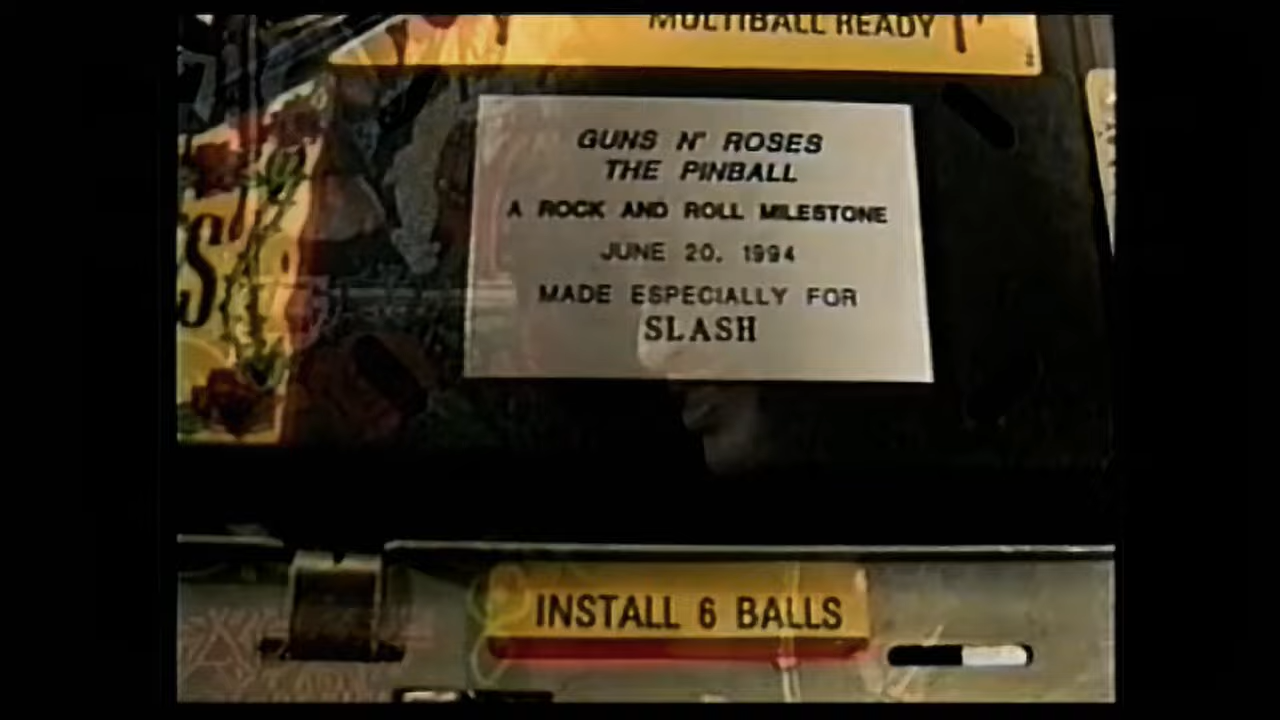 MULTIBALL READY
GUNS N' ROSES
THE PINBALL
A ROCK AND ROLL MILESTONE
JUNE 20, 1994
MADE ESPECIALLY FOR
SLASH
INSTALL 6 BALLS